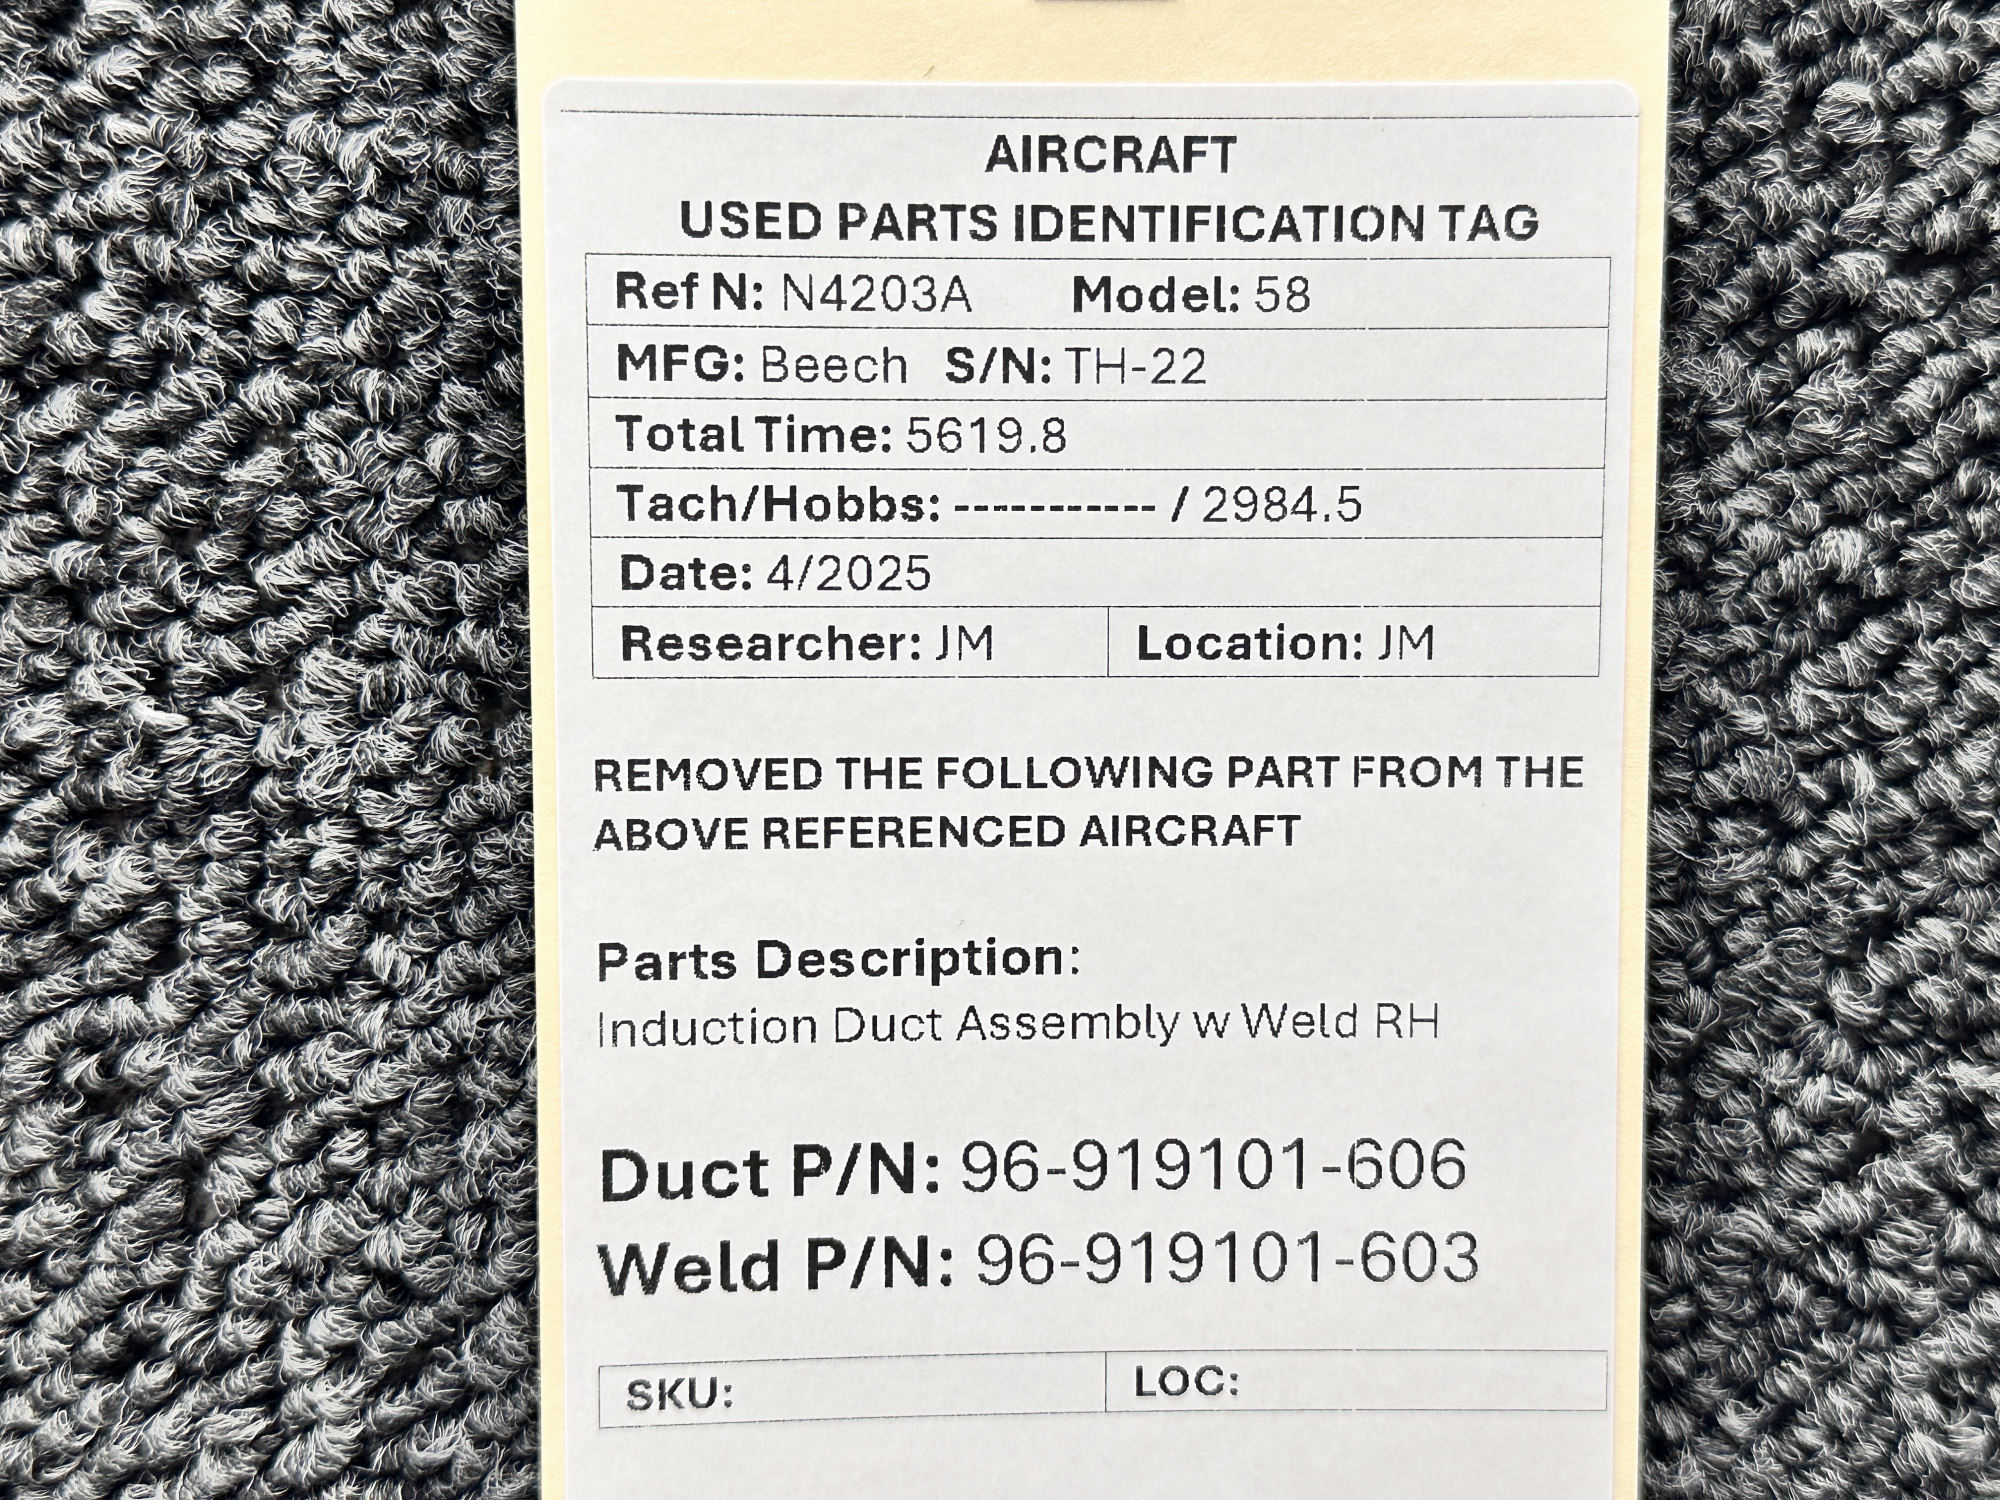 AIRCRAFT
USED PARTS IDENTIFICATION TAG
Ref N: N4203A Model: 58
MFG: Beech S/N: TH-22
Total Time: 5619.8
Tach/Hobbs: ----------- / 2984.5
Date: 4/2025
Researcher: JM Location: JM
REMOVED THE FOLLOWING PART FROM THE
ABOVE REFERENCED AIRCRAFT
Parts Description:
Induction Duct Assembly w Weld RH
Duct P/N: 96-919101-606
Weld P/N: 96-919101-603
SKU: LOC: